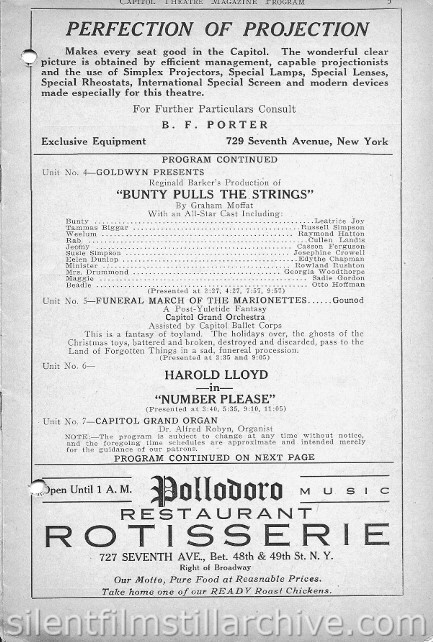 CAPITOL THEATRE MAGAZINE PROGRAM 5
PERFECTION OF PROJECTION
Makes every seat good in the Capitol. The wonderful clear
picture is obtained by efficient management, capable projectionists
and the use of Simplex Projectors, Special Lamps, Special Lenses,
Special Rheostats, International Special Screen and modern devices
made especially for this theatre.
For Further Particulars Consult
B. F. PORTER
Exclusive Equipment 729 Seventh Avenue, New York
PROGRAM CONTINUED
Unit No. 4—GOLDWYN PRESENTS
Reginald Barker's Production of
"BUNTY PULLS THE STRINGS"
By Graham Moffat
With an All-Star Cast Including:
Bunty Leatrice Joy
Tammas Biggar Russell Simpson
Weelum Raymond Hatton
Rab Cullen Landis
Jeemy Casson Ferguson
Susie Simpson Josephine Crowell
Eelen Dunlop Edythe Chapman
Minister Rowland Rushton
Mrs. Drummond Georgia Woodthorpe
Maggie Sadie Gordon
Beadle Otto Hoffman
(Presented at 2:27, 4:27, 7:57, 9:57)
Unit No. 5—FUNERAL MARCH OF THE MARIONETTES......Gounod
A Post-Yuletide Fantasy
Capitol Grand Orchestra
Assisted by Capitol Ballet Corps
This is a fantasy of toyland. The holidays over, the ghosts of the
Christmas toys, battered and broken, destroyed and discarded, pass to the
Land of Forgotten Things in a sad, funereal procession.
(Presented at 3:35 and 9:05)
Unit No. 6—
HAROLD LLOYD
—in—
"NUMBER PLEASE"
(Presented at 3:40, 5:35, 9:10, 11:05)
Unit No. 7—CAPITOL GRAND ORGAN
Dr. Alfred Robyn, Organist
NOTE:—The program is subject to change at any time without notice,
and the foregoing time schedules are approximate and intended merely
for the guidance of our patrons.
PROGRAM CONTINUED ON NEXT PAGE
Open Until 1 A. M. Pollodoro MUSIC
RESTAURANT
ROTISSERIE
727 SEVENTH AVE., Bet. 48th & 49th St. N. Y.
Right of Broadway
Our Motto, Pure Food at Reasnable Prices.
Take home one of our READY Roast Chickens.
silentfilmstillarchive.com